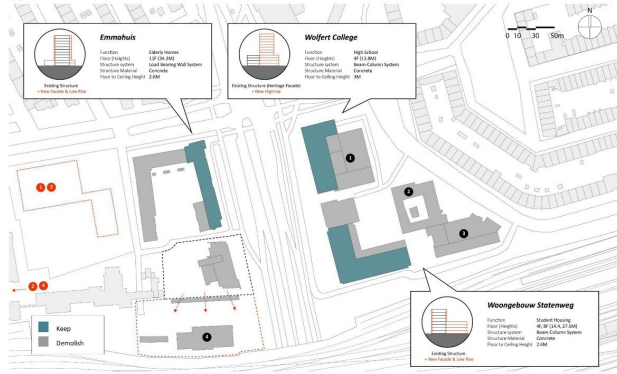 N
0 10 30 50m
Emmahuis
Function Elderly Homes
Floor (Heights) 11F (34.3M)
Structure system Load Bearing Wall System
Structure Material Concrete
Floor to Ceiling Height 2.6M
Existing Structure
+ New Facade & Low Rise
Wolfert College
Function High School
Floor (Heights) 4F (13.8M)
Structure system Beam-Column System
Structure Material Concrete
Floor to Ceiling Height 3M
Existing Structure (Heritage Facade)
+ New Highrise
1 3
1
2
3
2 4
4
Keep
Demolish
Woongebouw Statenweg
Function Student Housing
Floor (Heights) 4F, 8F (14.4, 27.5M)
Structure system Beam-Column System
Structure Material Concrete
Floor to Ceiling Height 2.6M
Existing Structure
+ New Facade & Low Rise